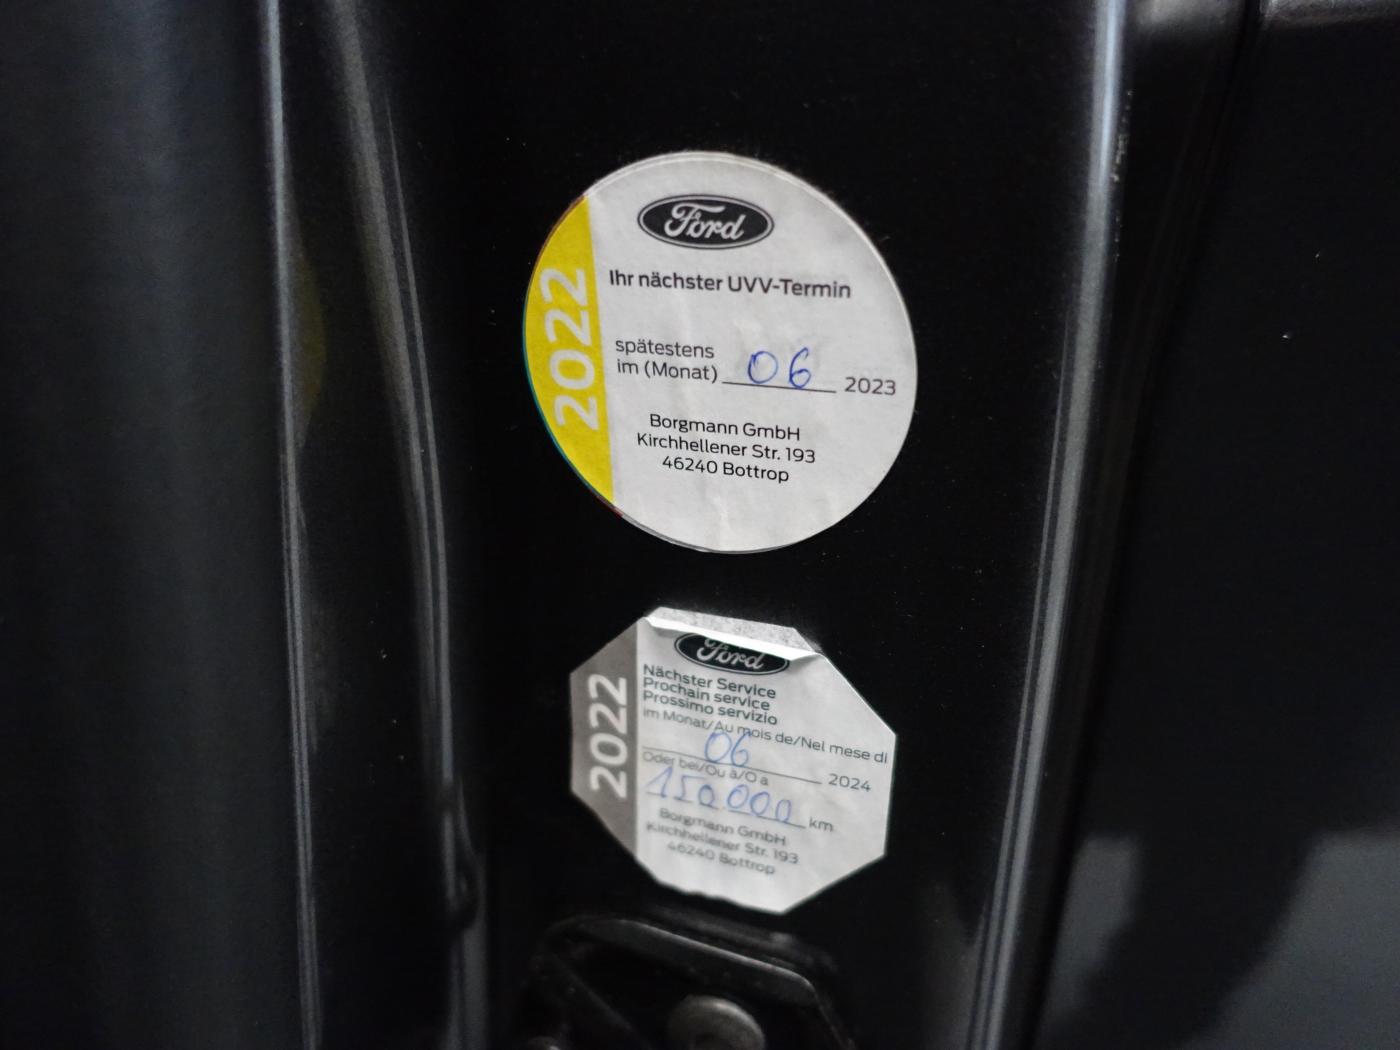 Ford
Ihr nächster UVV-Termin
2022
spätestens
im (Monat) 06 2023
Borgmann GmbH
Kirchhellener Str. 193
46240 Bottrop
Ford
Nächster Service
Prochain service
Prossimo servizio
im Monat/Au mois de/Nel mese di
2022
06 2024
Oder bei/Ou à/O a
150.000 km
Borgmann GmbH
Kirchhellener Str. 193
46240 Bottrop